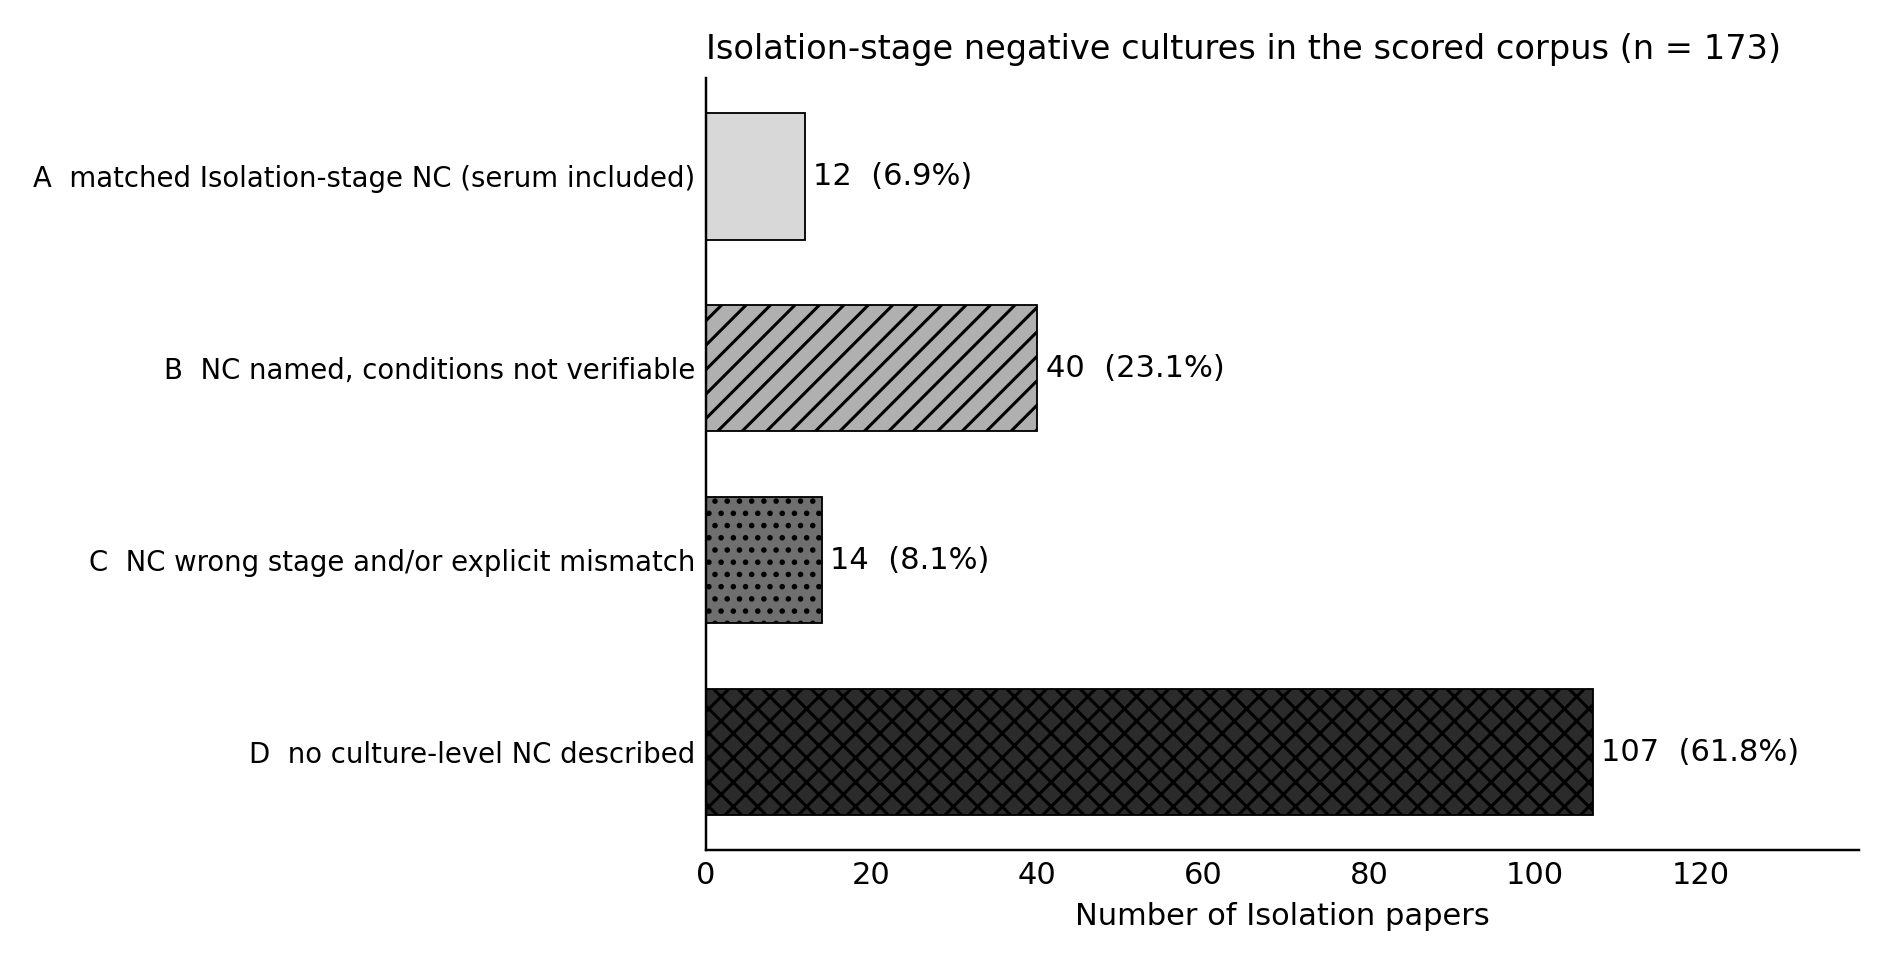 Isolation-stage negative cultures in the scored corpus (n = 173)
A  matched Isolation-stage NC (serum included)
12  (6.9%)
B  NC named, conditions not verifiable
40  (23.1%)
C  NC wrong stage and/or explicit mismatch
14  (8.1%)
D  no culture-level NC described
107  (61.8%)
0 20 40 60 80 100 120
Number of Isolation papers